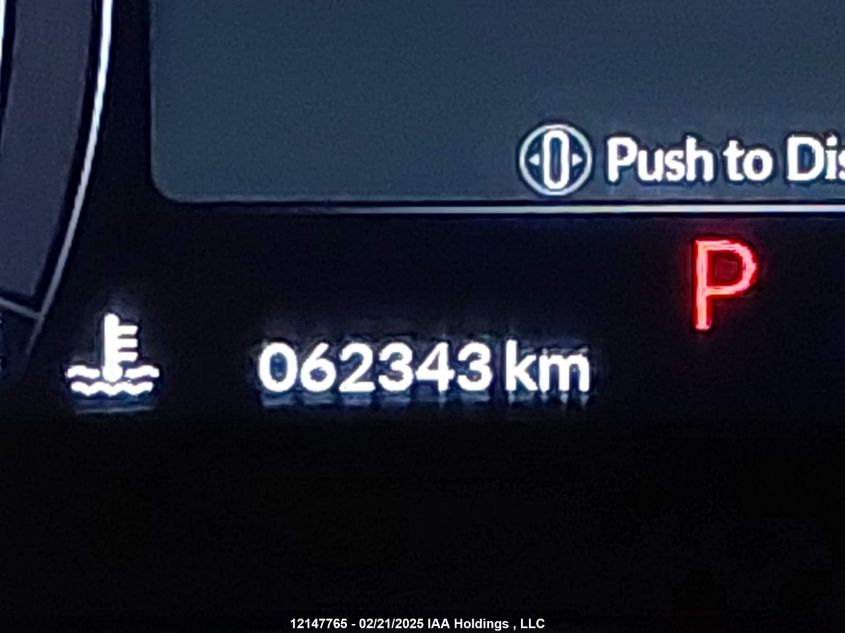 Push to Dis
P
062343 km
12147765 - 02/21/2025 IAA Holdings , LLC